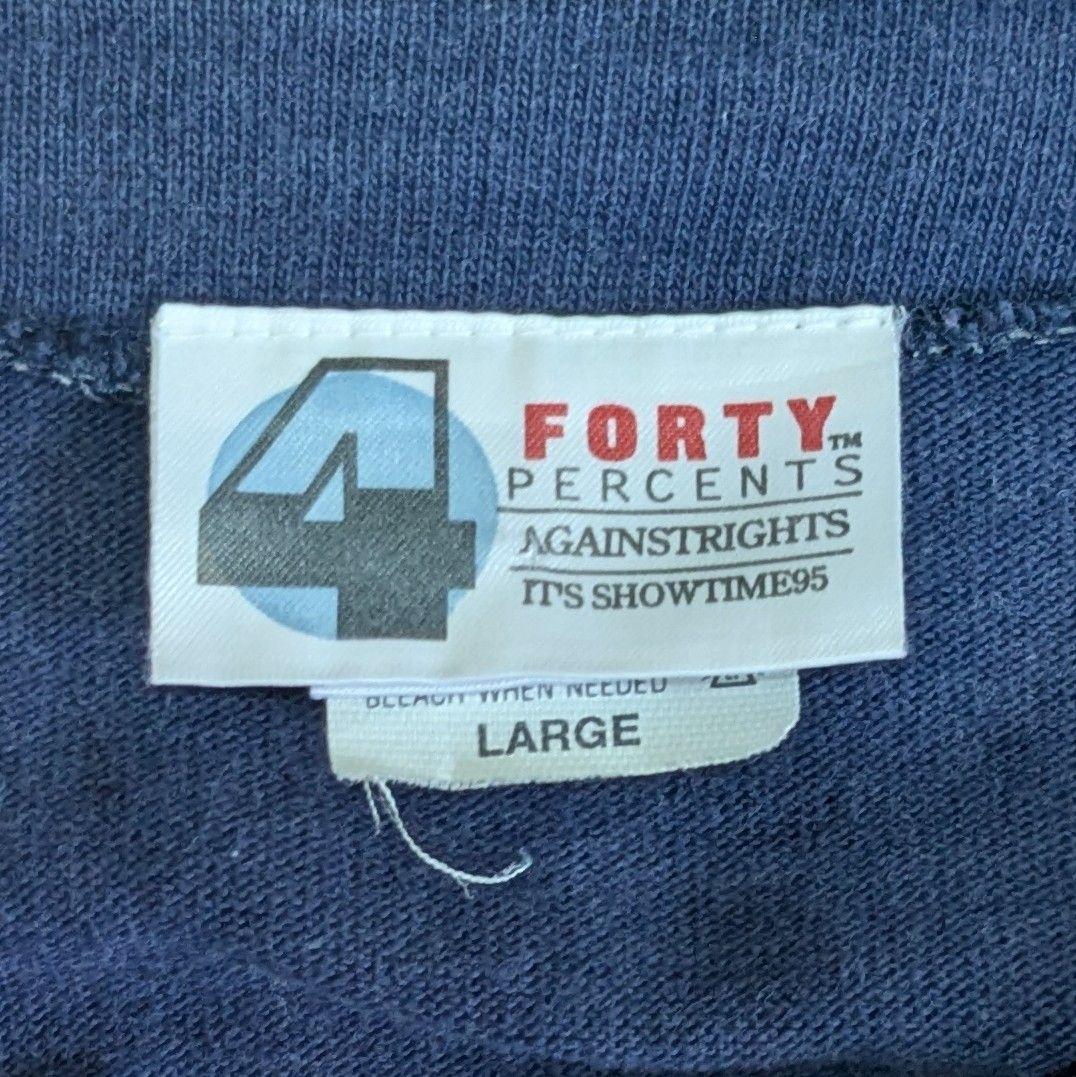 4
FORTY™
PERCENTS
AGAINSTRIGHTS
IT'S SHOWTIME95
BLEACH WHEN NEEDED
LARGE